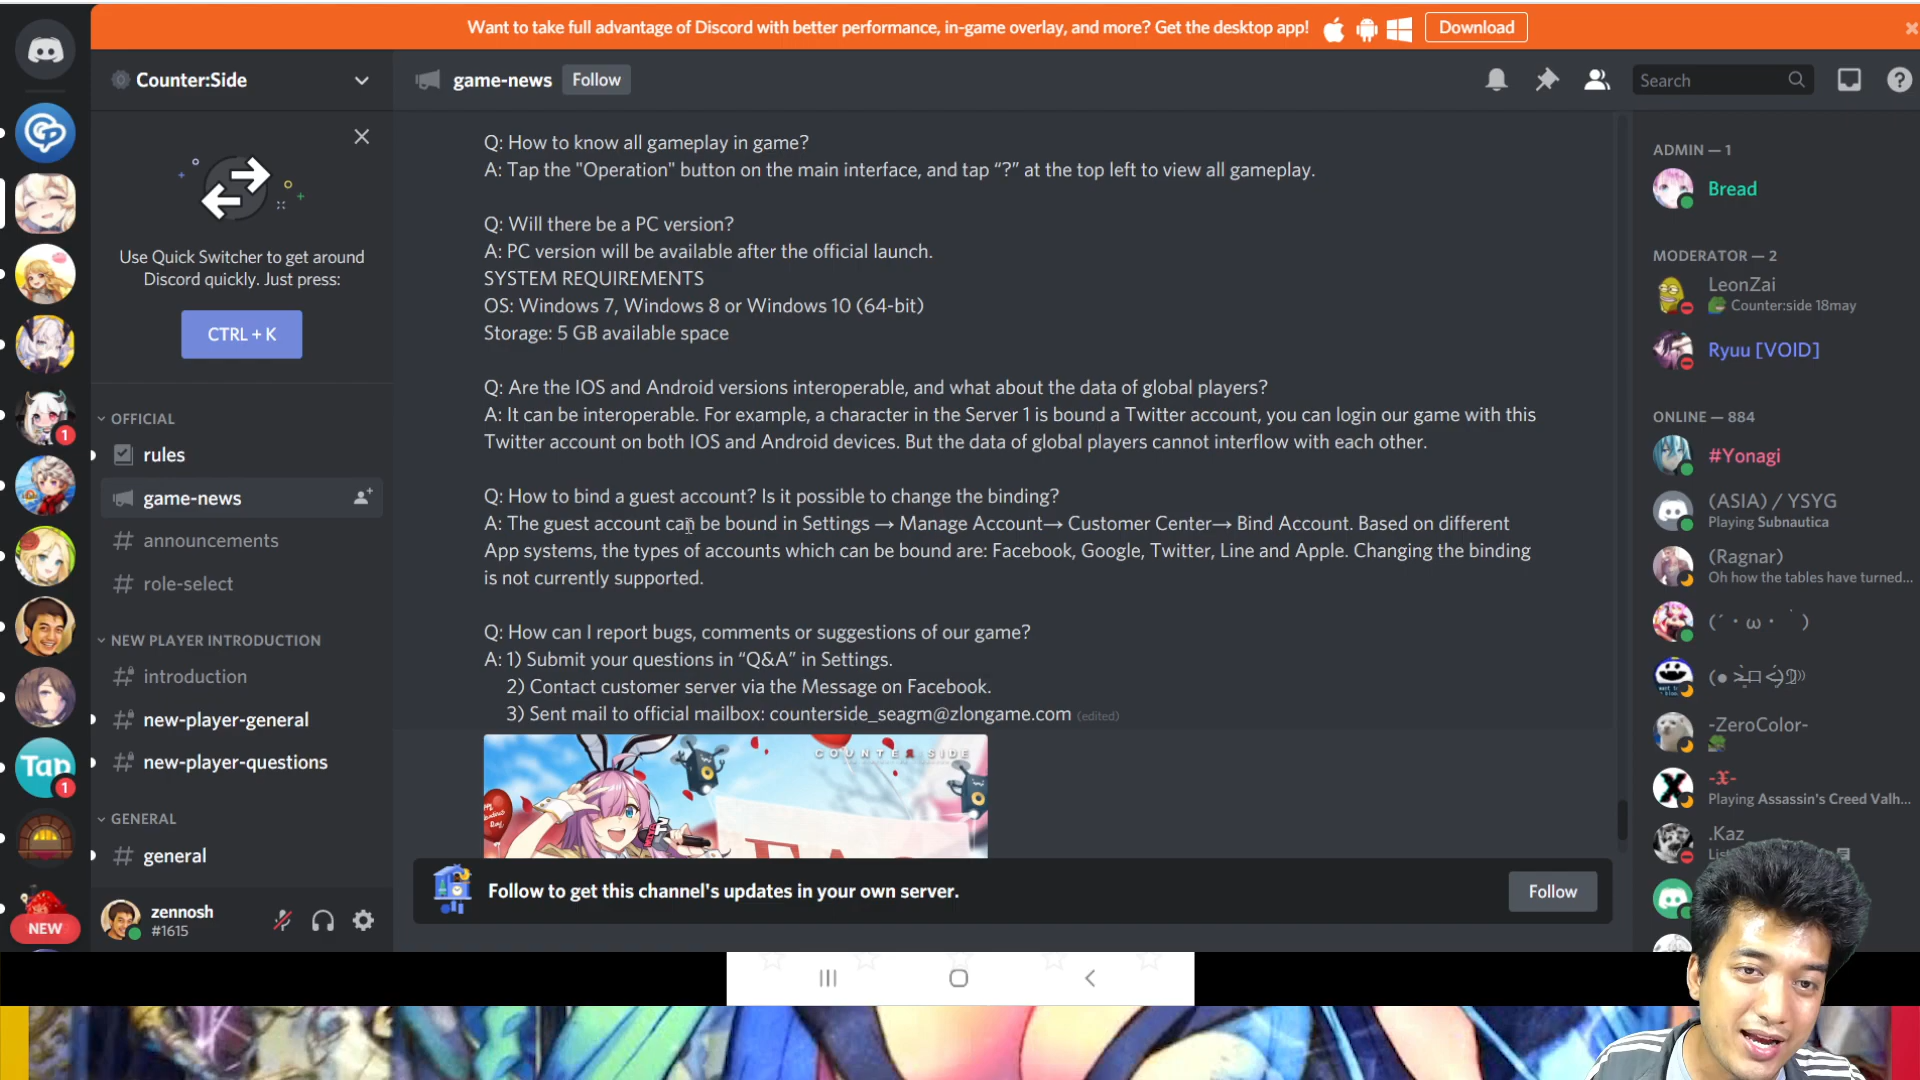 Want to take full advantage of Discord with better performance, in-game overlay, and more? Get the desktop app!
Download
Counter:Side
game-news
Follow
Search
Use Quick Switcher to get around
Discord quickly. Just press:
CTRL + K
OFFICIAL
rules
game-news
announcements
role-select
NEW PLAYER INTRODUCTION
introduction
new-player-general
new-player-questions
GENERAL
general
zennosh
#1615
1
Tap
1
NEW
Q: How to know all gameplay in game?
A: Tap the "Operation" button on the main interface, and tap “?” at the top left to view all gameplay.
Q: Will there be a PC version?
A: PC version will be available after the official launch.
SYSTEM REQUIREMENTS
OS: Windows 7, Windows 8 or Windows 10 (64-bit)
Storage: 5 GB available space
Q: Are the IOS and Android versions interoperable, and what about the data of global players?
A: It can be interoperable. For example, a character in the Server 1 is bound a Twitter account, you can login our game with this
Twitter account on both IOS and Android devices. But the data of global players cannot interflow with each other.
Q: How to bind a guest account? Is it possible to change the binding?
A: The guest account can be bound in Settings → Manage Account→ Customer Center→ Bind Account. Based on different
App systems, the types of accounts which can be bound are: Facebook, Google, Twitter, Line and Apple. Changing the binding
is not currently supported.
Q: How can I report bugs, comments or suggestions of our game?
A: 1) Submit your questions in “Q&A” in Settings.
2) Contact customer server via the Message on Facebook.
3) Sent mail to official mailbox: counterside_seagm@zlongame.com (edited)
COUNTER SIDE
Follow to get this channel's updates in your own server.
Follow
ADMIN — 1
Bread
MODERATOR — 2
LeonZai
Counter:side 18may
Ryuu [VOID]
ONLINE — 884
#Yonagi
(ASIA) / YSYG
Playing Subnautica
(Ragnar)
Oh how the tables have turned...
-ZeroColor-
-X-
Playing Assassin's Creed Valh...
.Kaz